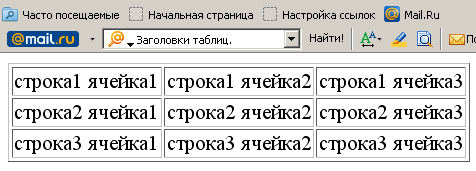 Часто посещаемые Начальная страница Настройка ссылок @ Mail.Ru
@mail.ru Заголовки таблиц. Найти! АА По
строка1 ячейка1 строка1 ячейка2 строка1 ячейка3
строка2 ячейка1 строка2 ячейка2 строка2 ячейка3
строка3 ячейка1 строка3 ячейка2 строка3 ячейка3